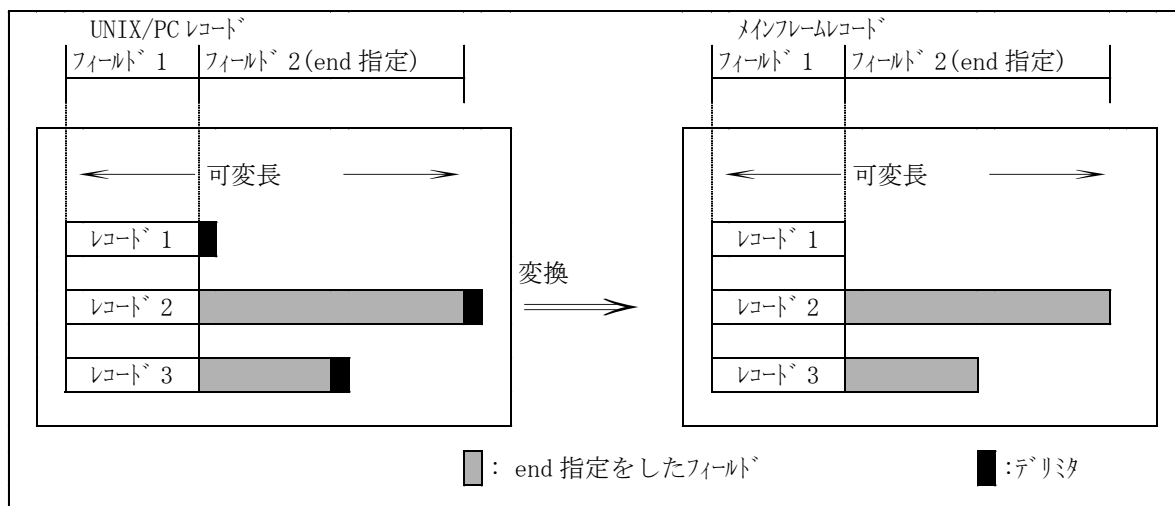 UNIX/PC ﾚｺｰﾄﾞ
ﾌｨｰﾙﾄﾞ 1 ﾌｨｰﾙﾄﾞ 2(end 指定)
可変長
ﾚｺｰﾄﾞ 1
ﾚｺｰﾄﾞ 2
ﾚｺｰﾄﾞ 3
変換
ﾒｲﾝﾌﾚｰﾑﾚｺｰﾄﾞ
ﾌｨｰﾙﾄﾞ 1 ﾌｨｰﾙﾄﾞ 2(end 指定)
可変長
ﾚｺｰﾄﾞ 1
ﾚｺｰﾄﾞ 2
ﾚｺｰﾄﾞ 3
: end 指定をしたﾌｨｰﾙﾄﾞ
:ﾃﾞﾘﾐﾀ